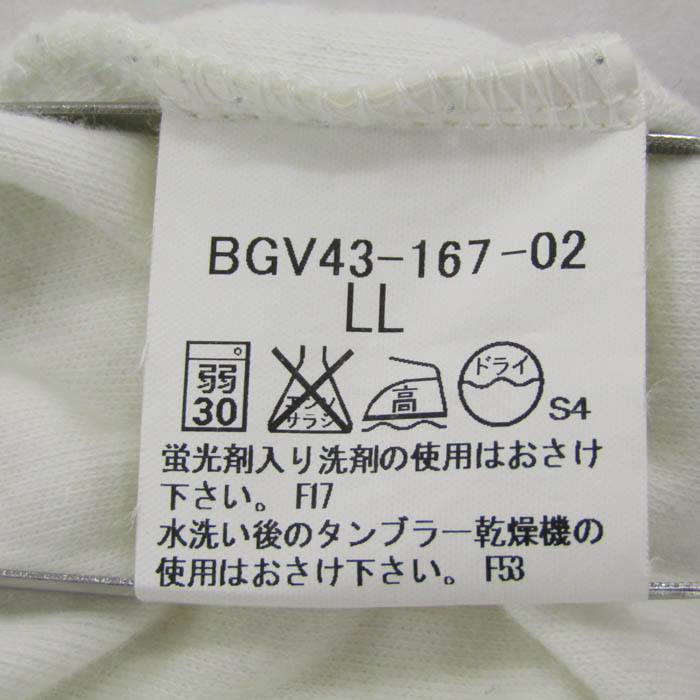 BGV43-167-02
LL
弱
30
エンソ
サラシ
高
ドライ
S4
蛍光剤入り洗剤の使用はおさけ
下さい。F17
水洗い後のタンブラー乾燥機の
使用はおさけ下さい。F53